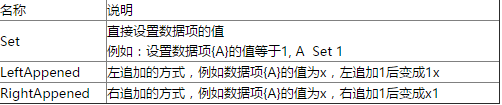 名称 说明
Set 直接设置数据项的值
例如：设置数据项{A}的值等于1, A Set 1
LeftAppened 左追加的方式，例如数据项{A}的值为x，左追加1后变成1x
RightAppened 右追加的方式，例如数据项{A}的值为x，右追加1后变成x1